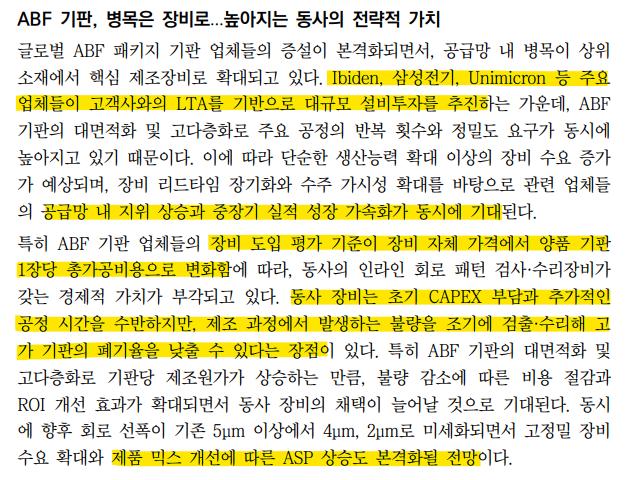 ABF 기판, 병목은 장비로...높아지는 동사의 전략적 가치
글로벌 ABF 패키지 기판 업체들의 증설이 본격화되면서, 공급망 내 병목이 상위
소재에서 핵심 제조장비로 확대되고 있다. Ibiden, 삼성전기, Unimicron 등 주요
업체들이 고객사와의 LTA를 기반으로 대규모 설비투자를 추진하는 가운데, ABF
기판의 대면적화 및 고다층화로 주요 공정의 반복 횟수와 정밀도 요구가 동시에
높아지고 있기 때문이다. 이에 따라 단순한 생산능력 확대 이상의 장비 수요 증가
가 예상되며, 장비 리드타임 장기화와 수주 가시성 확대를 바탕으로 관련 업체들
의 공급망 내 지위 상승과 중장기 실적 성장 가속화가 동시에 기대된다.
특히 ABF 기판 업체들의 장비 도입 평가 기준이 장비 자체 가격에서 양품 기판
1장당 총가공비용으로 변화함에 따라, 동사의 인라인 회로 패턴 검사·수리장비가
갖는 경제적 가치가 부각되고 있다. 동사 장비는 초기 CAPEX 부담과 추가적인
공정 시간을 수반하지만, 제조 과정에서 발생하는 불량을 조기에 검출·수리해 고
가 기판의 폐기율을 낮출 수 있다는 장점이 있다. 특히 ABF 기판의 대면적화 및
고다층화로 기판당 제조원가가 상승하는 만큼, 불량 감소에 따른 비용 절감과
ROI 개선 효과가 확대되면서 동사 장비의 채택이 늘어날 것으로 기대된다. 동시
에 향후 회로 선폭이 기존 5µm 이상에서 4µm, 2µm로 미세화되면서 고정밀 장비
수요 확대와 제품 믹스 개선에 따른 ASP 상승도 본격화될 전망이다.